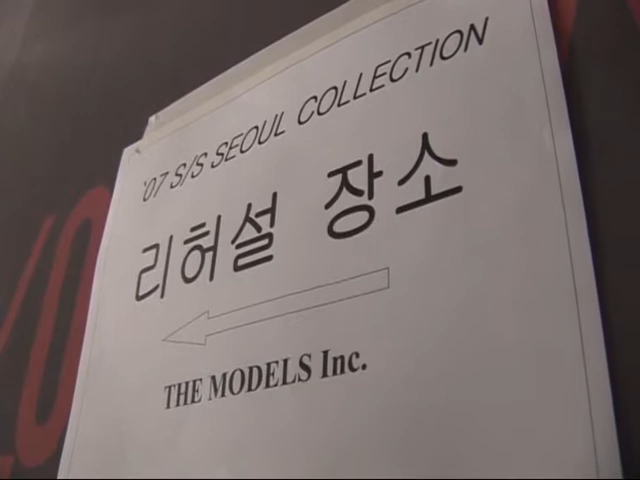 '07 S/S SEOUL COLLECTION
리허설 장소
THE MODELS Inc.